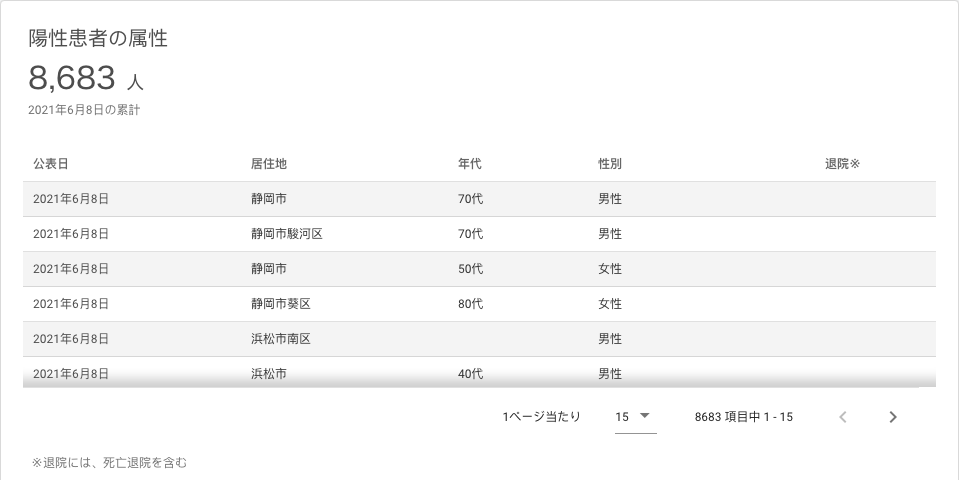 陽性患者の属性
8,683 人
2021年6月8日の累計
公表日 居住地 年代 性別 退院※
2021年6月8日 静岡市 70代 男性
2021年6月8日 静岡市駿河区 70代 男性
2021年6月8日 静岡市 50代 女性
2021年6月8日 静岡市葵区 80代 女性
2021年6月8日 浜松市南区 男性
2021年6月8日 浜松市 40代 男性
1ページ当たり 15 8683 項目中 1 - 15
※退院には、死亡退院を含む